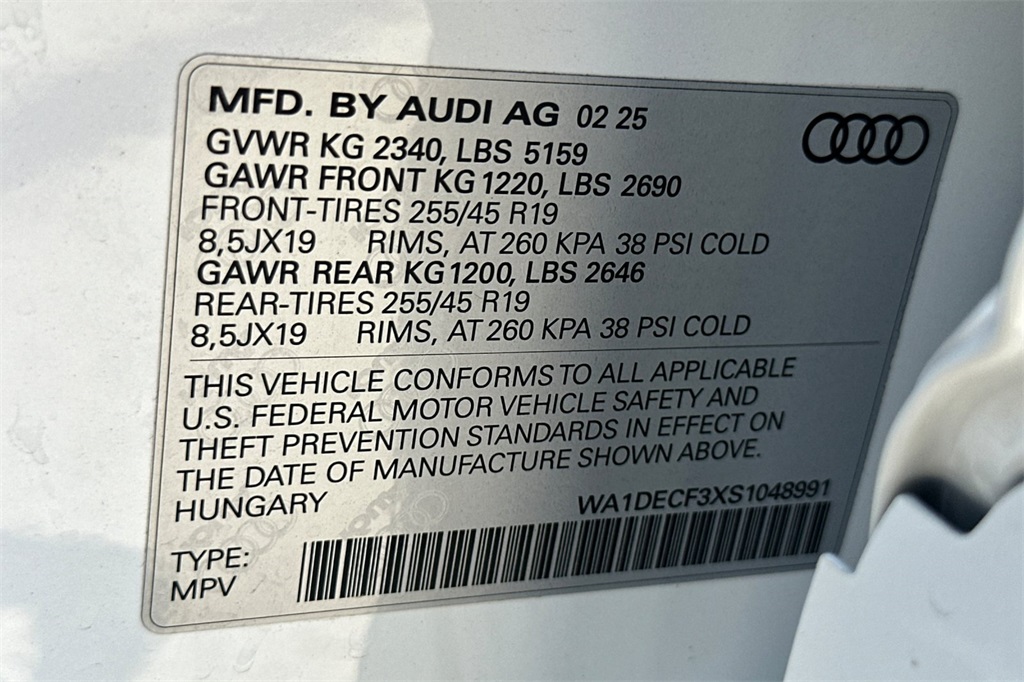 MFD. BY AUDI AG 02 25
GVWR KG 2340, LBS 5159
GAWR FRONT KG 1220, LBS 2690
FRONT-TIRES 255/45 R19
8,5JX19 RIMS, AT 260 KPA 38 PSI COLD
GAWR REAR KG 1200, LBS 2646
REAR-TIRES 255/45 R19
8,5JX19 RIMS, AT 260 KPA 38 PSI COLD
THIS VEHICLE CONFORMS TO ALL APPLICABLE
U.S. FEDERAL MOTOR VEHICLE SAFETY AND
THEFT PREVENTION STANDARDS IN EFFECT ON
THE DATE OF MANUFACTURE SHOWN ABOVE.
HUNGARY
WA1DECF3XS1048991
TYPE:
MPV